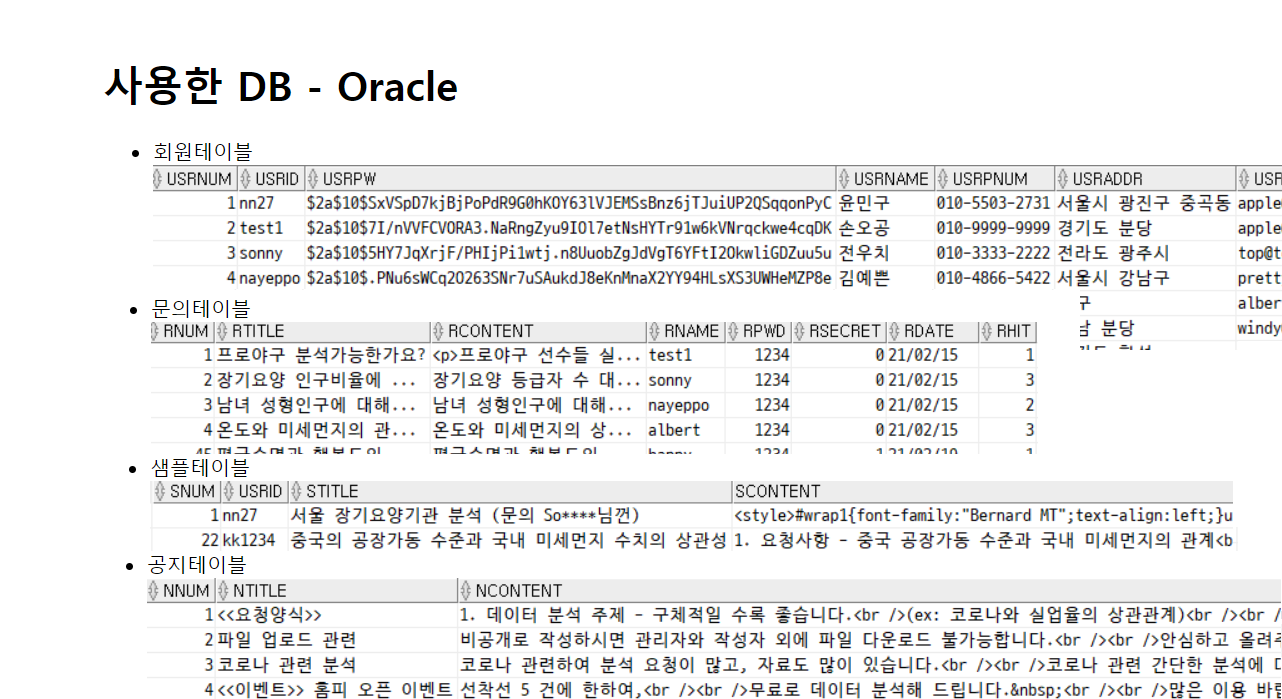 사용한 DB - Oracle
• 회원테이블
USRNUM USRID USRPW USRNAME USRPNUM USRADDR USR
1 nn27 $2a$10$SxVSpD7kjBjPoPdR9G0hKOY63lVJEMSsBnz6jTJuiUP2QSqqonPyC 윤민구 010-5503-2731 서울시 광진구 중곡동 apple
2 test1 $2a$10$7I/nVVFCVORA3.NaRngZyu9IOl7etNsHYTr91w6kVNrqckwe4cqDK 손오공 010-9999-9999 경기도 분당 apple
3 sonny $2a$10$5HY7JqXrjF/PHIjPi1wtj.n8UuobZgJdVgT6YFtI2OkwliGDZuu5u 전우치 010-3333-2222 전라도 광주시 top@t
4 nayeppo $2a$10$.PNu6sWCq2O263SNr7uSAukdJ8eKnMnaX2YY94HLsXS3UWHeMZP8e 김예쁜 010-4866-5422 서울시 강남구 prett
구 alber
남 분당 windy
• 문의테이블
RNUM RTITLE RCONTENT RNAME RPWD RSECRET RDATE RHIT
1 프로야구 분석가능한가요? <p>프로야구 선수들 실... test1 1234 0 21/02/15 1
2 장기요양 인구비율에 ... 장기요양 등급자 수 대... sonny 1234 0 21/02/15 3
3 남녀 성형인구에 대해... 남녀 성형인구에 대해... nayeppo 1234 0 21/02/15 2
4 온도와 미세먼지의 관... 온도와 미세먼지의 상... albert 1234 0 21/02/15 3
• 샘플테이블
SNUM USRID STITLE SCONTENT
1 nn27 서울 장기요양기관 분석 (문의 So****님껀) <style>#wrap1{font-family:"Bernard MT";text-align:left;}u
22 kk1234 중국의 공장가동 수준과 국내 미세먼지 수치의 상관성 1. 요청사항 - 중국 공장가동 수준과 국내 미세먼지의 관계<b
• 공지테이블
NNUM NTITLE NCONTENT
1 <<요청양식>> 1. 데이터 분석 주제 - 구체적일 수록 좋습니다.<br />(ex: 코로나와 실업율의 상관관계)<br /><br /
2 파일 업로드 관련 비공개로 작성하시면 관리자와 작성자 외에 파일 다운로드 불가능합니다.<br /><br />안심하고 올려주
3 코로나 관련 분석 코로나 관련하여 분석 요청이 많고, 자료도 많이 있습니다.<br /><br />코로나 관련 간단한 분석에 다
4 <<이벤트>> 홈피 오픈 이벤트 선착선 5 건에 한하여,<br /><br />무료로 데이터 분석해 드립니다.&nbsp;<br /><br />많은 이용 바랍